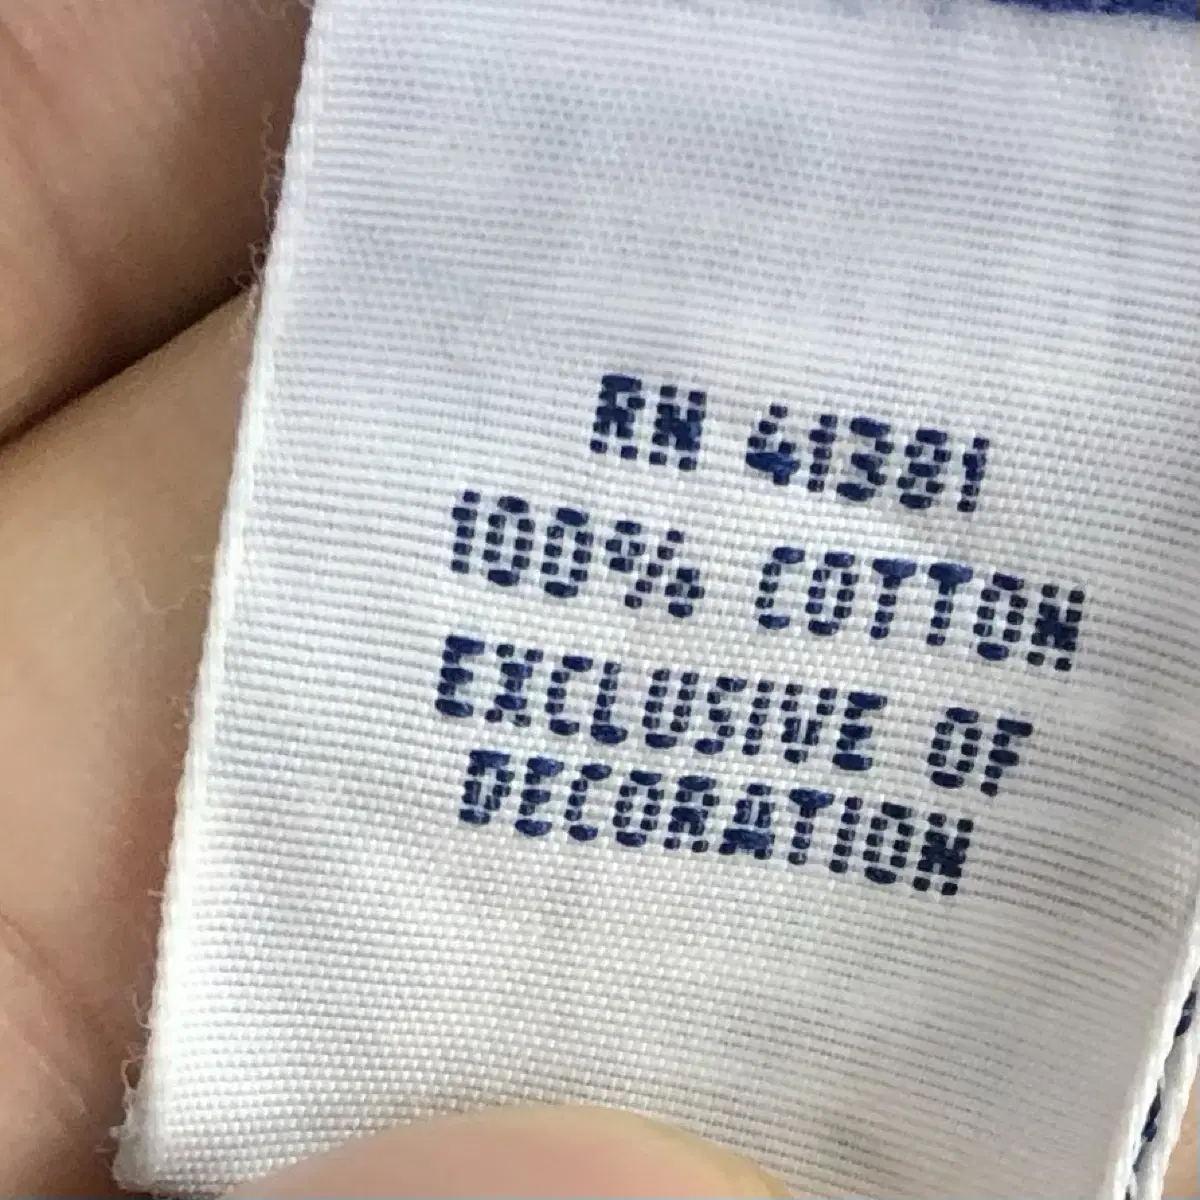 RN 41381
100% COTTON
EXCLUSIVE OF
DECORATION